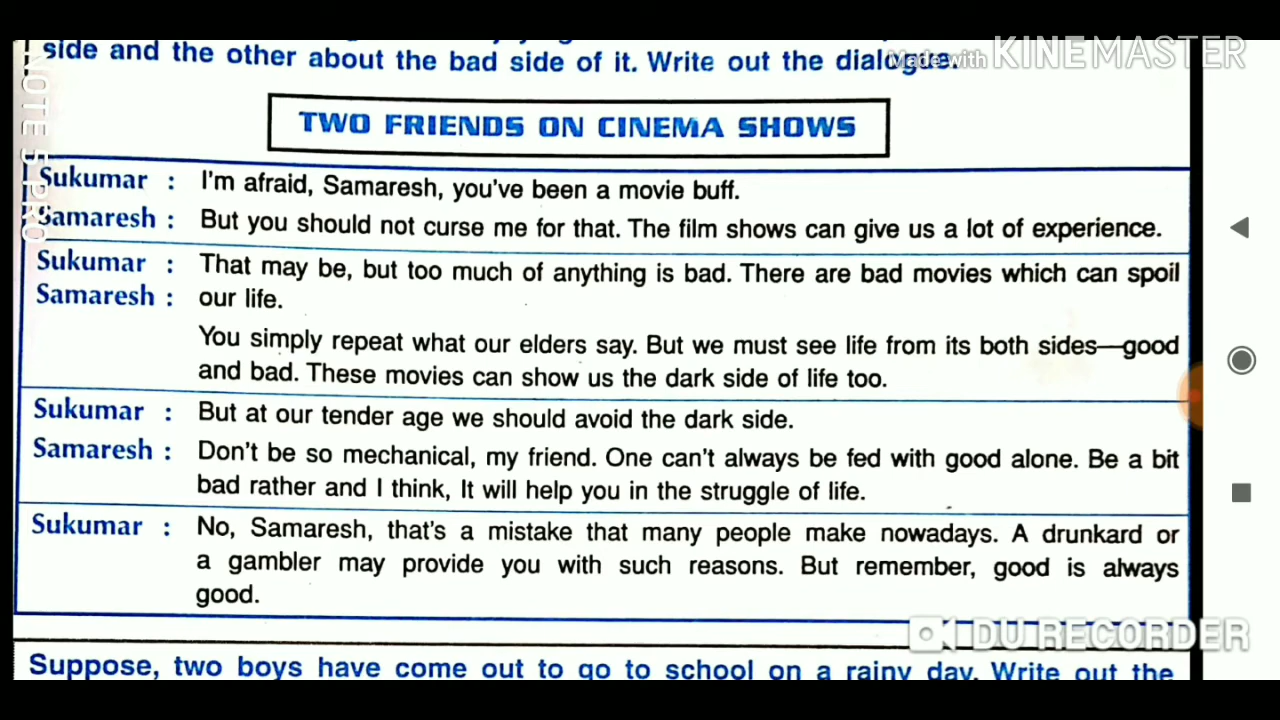 side and the other about the bad side of it. Write out the dialogue.
Made with KINEMASTER
NOTE 5 PRO
TWO FRIENDS ON CINEMA SHOWS
Sukumar : I'm afraid, Samaresh, you've been a movie buff.
Samaresh : But you should not curse me for that. The film shows can give us a lot of experience.
Sukumar : That may be, but too much of anything is bad. There are bad movies which can spoil
Samaresh : our life.
You simply repeat what our elders say. But we must see life from its both sides—good
and bad. These movies can show us the dark side of life too.
Sukumar : But at our tender age we should avoid the dark side.
Samaresh : Don't be so mechanical, my friend. One can't always be fed with good alone. Be a bit
bad rather and I think, It will help you in the struggle of life.
Sukumar : No, Samaresh, that's a mistake that many people make nowadays. A drunkard or
a gambler may provide you with such reasons. But remember, good is always
good.
DU RECORDER
Suppose, two boys have come out to go to school on a rainy day. Write out the